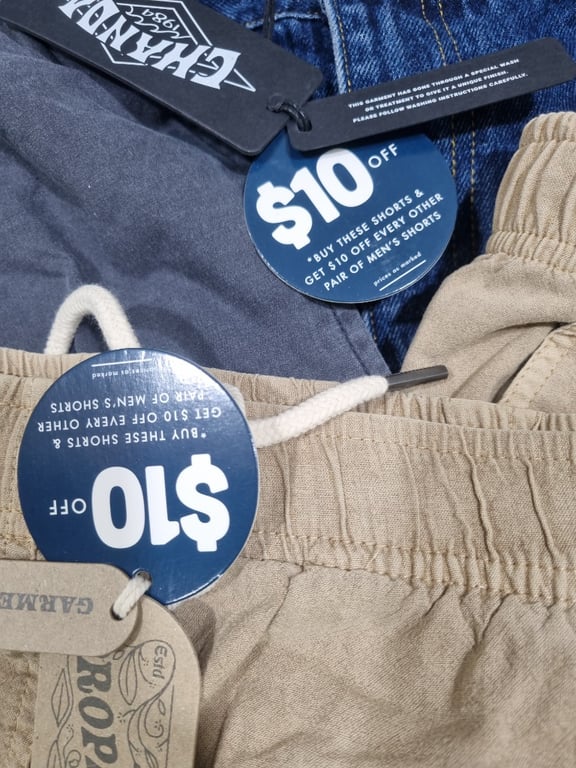 CHANDL
MCC
1984
THIS GARMENT HAS GONE THROUGH A SPECIAL WASH
OR TREATMENT TO GIVE IT A UNIQUE FINISH.
PLEASE FOLLOW WASHING INSTRUCTIONS CAREFULLY.
$10 OFF
*BUY THESE SHORTS &
GET $10 OFF EVERY OTHER
PAIR OF MEN'S SHORTS
prices as marked
$10 OFF
*BUY THESE SHORTS &
GET $10 OFF EVERY OTHER
PAIR OF MEN'S SHORTS
prices as marked
GARME
Estd
ROPA